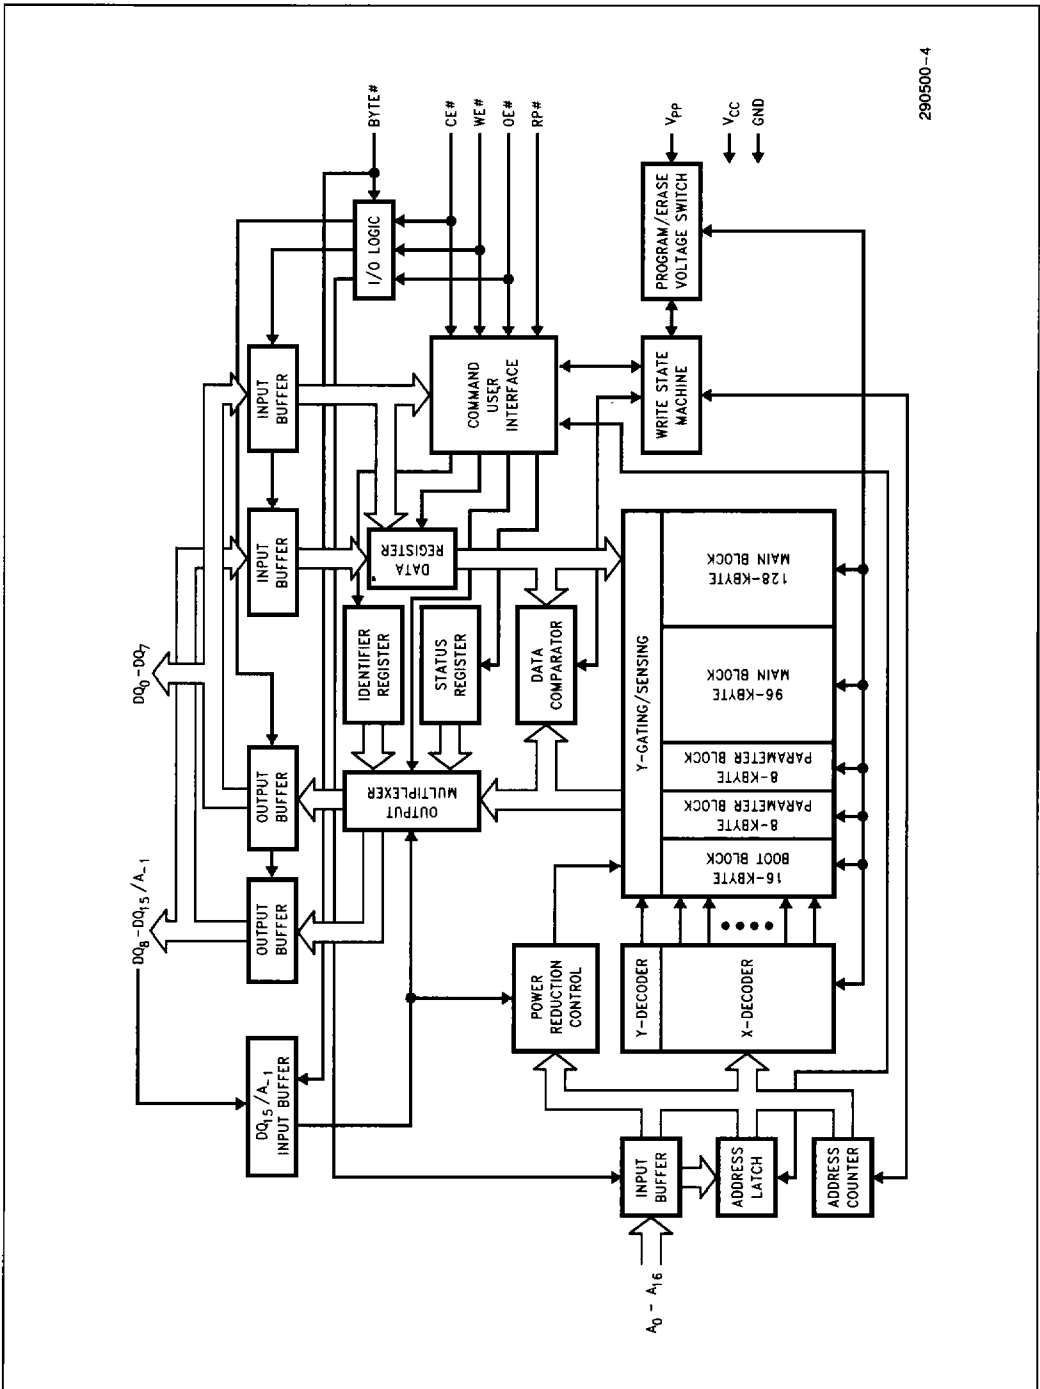 DQ8-DQ15/A-1
DQ0-DQ7
DQ15/A-1
INPUT BUFFER
OUTPUT
BUFFER
OUTPUT
BUFFER
INPUT
BUFFER
INPUT
BUFFER
I/O LOGIC
BYTE#
CE#
WE#
OE#
RP#
OUTPUT
MULTIPLEXER
IDENTIFIER
REGISTER
STATUS
REGISTER
DATA
REGISTER
COMMAND
USER
INTERFACE
POWER
REDUCTION
CONTROL
DATA
COMPARATOR
A0 - A16
INPUT
BUFFER
ADDRESS
LATCH
ADDRESS
COUNTER
Y-DECODER
X-DECODER
Y-GATING/SENSING
16-KBYTE
BOOT BLOCK
8-KBYTE
PARAMETER BLOCK
8-KBYTE
PARAMETER BLOCK
96-KBYTE
MAIN BLOCK
128-KBYTE
MAIN BLOCK
WRITE STATE
MACHINE
PROGRAM/ERASE
VOLTAGE SWITCH
VPP
VCC
GND
290500-4